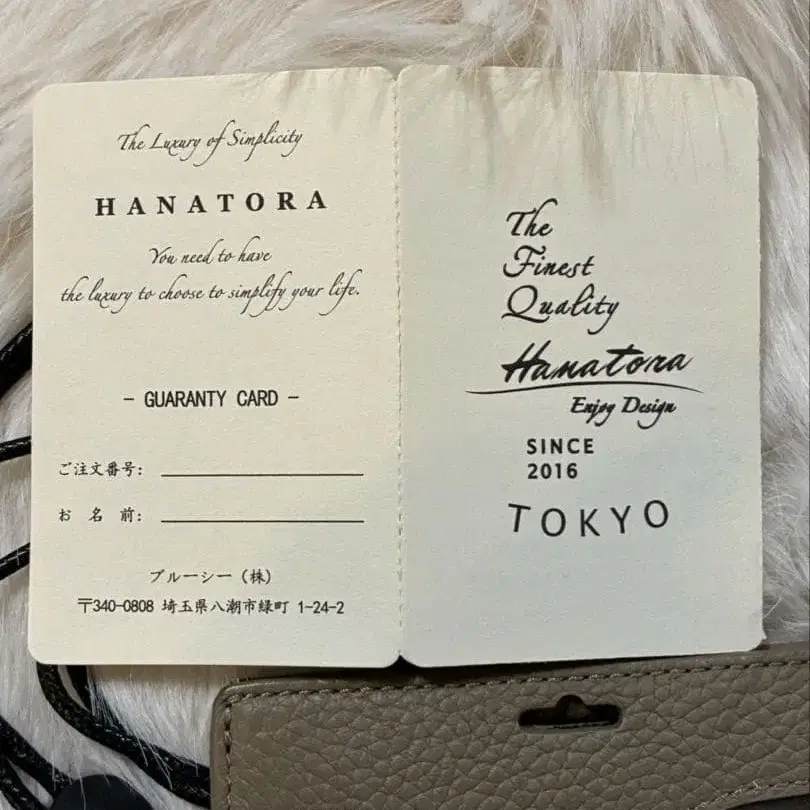 The Luxury of Simplicity
HANATORA
You need to have
the luxury to choose to simplify your life.
- GUARANTY CARD -
ご注文番号:
お 名 前:
ブルーシー(株)
〒340-0808 埼玉県八潮市緑町 1-24-2
The
Finest
Quality
Hanatora
Enjoy Design
SINCE
2016
TOKYO